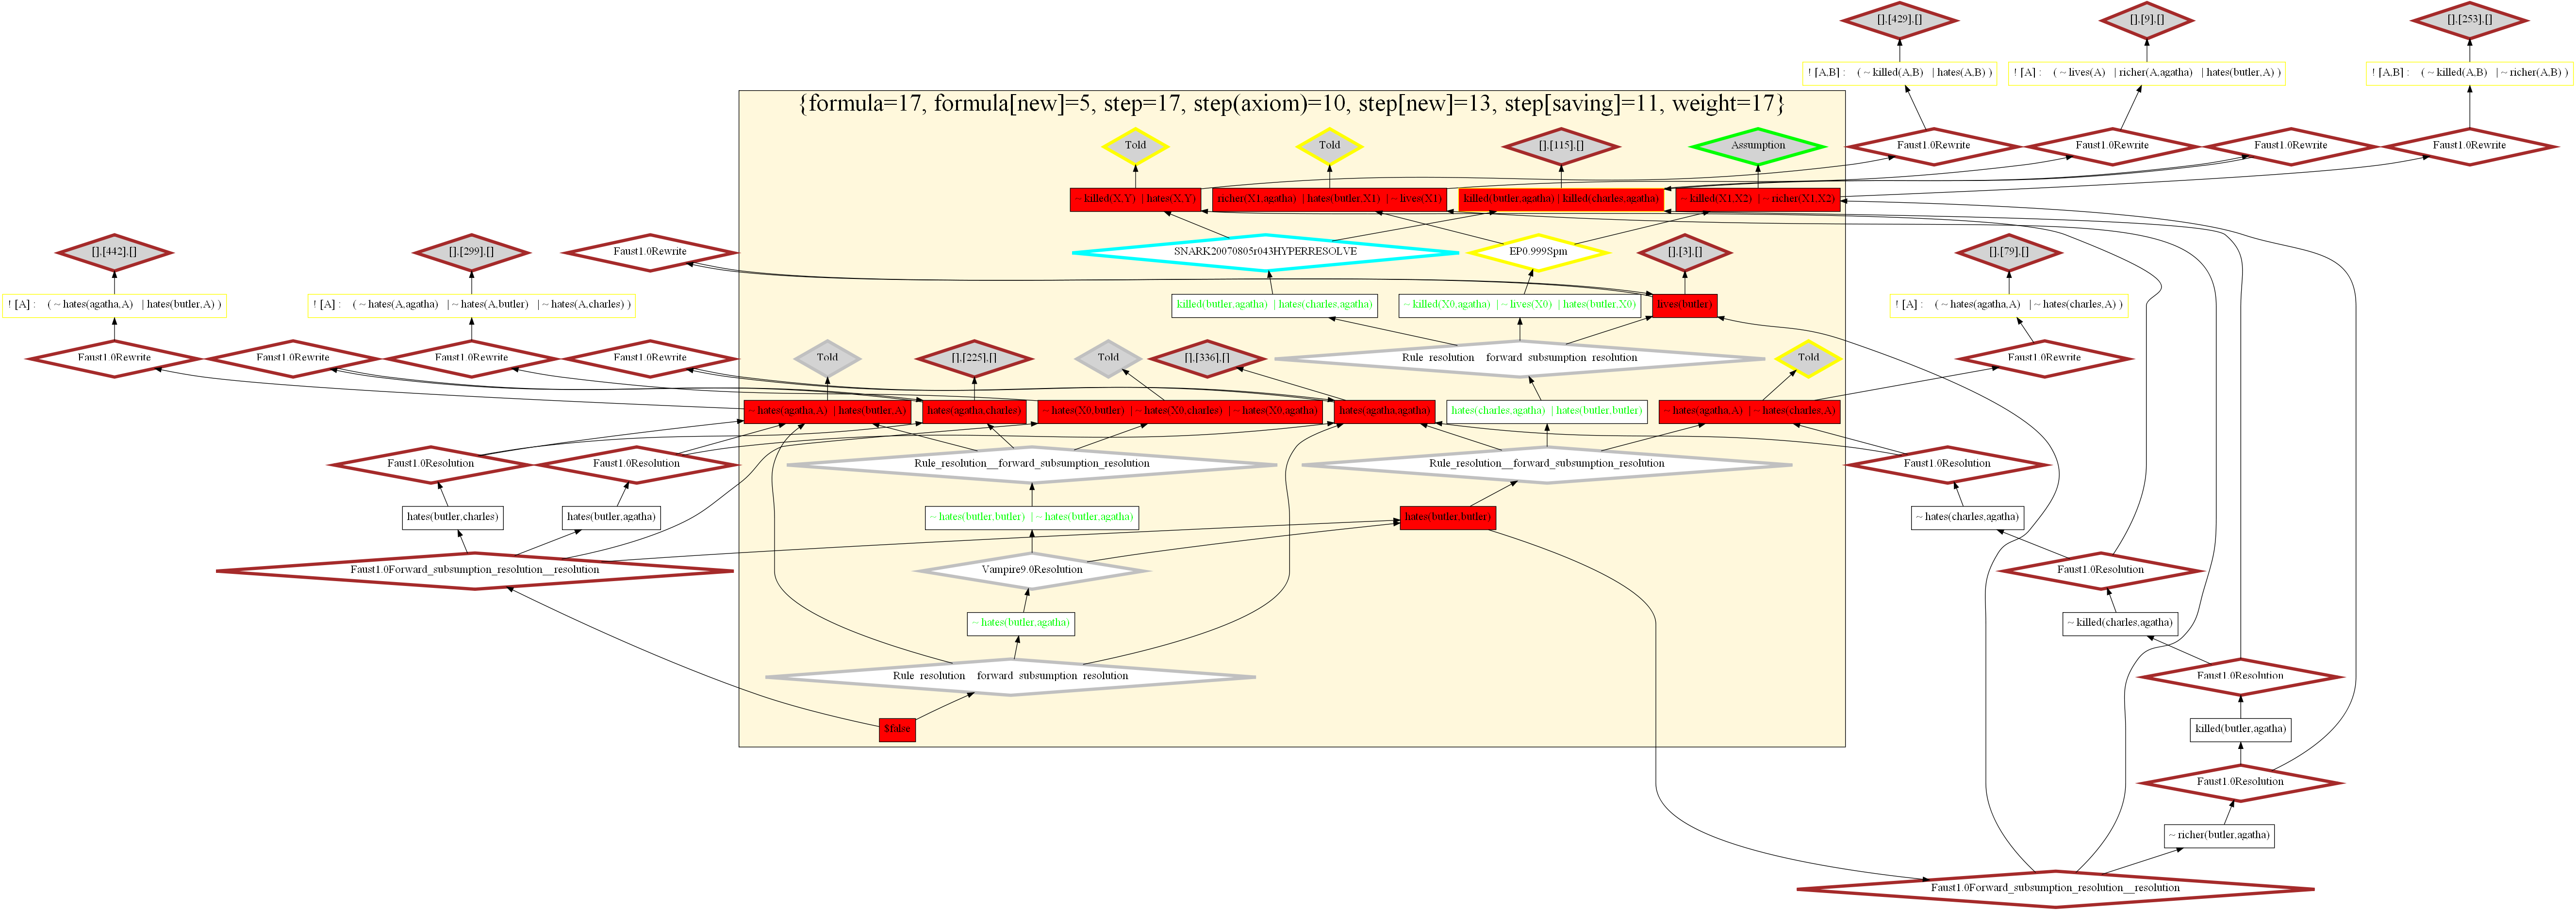 [].[429].[]
[].[9].[]
[].[253].[]
! [A,B] : ( ~ killed(A,B) | hates(A,B) )
! [A] : ( ~ lives(A) | richer(A,agatha) | hates(butler,A) )
! [A,B] : ( ~ killed(A,B) | ~ richer(A,B) )
{formula=17, formula[new]=5, step=17, step(axiom)=10, step[new]=13, step[saving]=11, weight=17}
Told
Told
[].[115].[]
Assumption
Faust1.0Rewrite
Faust1.0Rewrite
Faust1.0Rewrite
Faust1.0Rewrite
~ killed(X,Y) | hates(X,Y)
richer(X1,agatha) | hates(butler,X1) | ~ lives(X1)
killed(butler,agatha) | killed(charles,agatha)
~ killed(X1,X2) | ~ richer(X1,X2)
[].[442].[]
[].[299].[]
Faust1.0Rewrite
SNARK20070805r043HYPERRESOLVE
EP0.999Spm
[].[3].[]
[].[79].[]
! [A] : ( ~ hates(agatha,A) | hates(butler,A) )
! [A] : ( ~ hates(A,agatha) | ~ hates(A,butler) | ~ hates(A,charles) )
killed(butler,agatha) | hates(charles,agatha)
~ killed(X0,agatha) | ~ lives(X0) | hates(butler,X0)
lives(butler)
! [A] : ( ~ hates(agatha,A) | ~ hates(charles,A) )
Faust1.0Rewrite
Faust1.0Rewrite
Faust1.0Rewrite
Faust1.0Rewrite
Told
[].[225].[]
Told
[].[336].[]
Rule_resolution__forward_subsumption_resolution
Told
Faust1.0Rewrite
~ hates(agatha,A) | hates(butler,A)
hates(agatha,charles)
~ hates(X0,butler) | ~ hates(X0,charles) | ~ hates(X0,agatha)
hates(agatha,agatha)
hates(charles,agatha) | hates(butler,butler)
~ hates(agatha,A) | ~ hates(charles,A)
Faust1.0Resolution
Faust1.0Resolution
Rule_resolution__forward_subsumption_resolution
Rule_resolution__forward_subsumption_resolution
Faust1.0Resolution
hates(butler,charles)
hates(butler,agatha)
~ hates(butler,butler) | ~ hates(butler,agatha)
hates(butler,butler)
~ hates(charles,agatha)
Faust1.0Forward_subsumption_resolution__resolution
Vampire9.0Resolution
Faust1.0Resolution
~ hates(butler,agatha)
~ killed(charles,agatha)
Rule_resolution__forward_subsumption_resolution
Faust1.0Resolution
$false
killed(butler,agatha)
Faust1.0Resolution
~ richer(butler,agatha)
Faust1.0Forward_subsumption_resolution__resolution